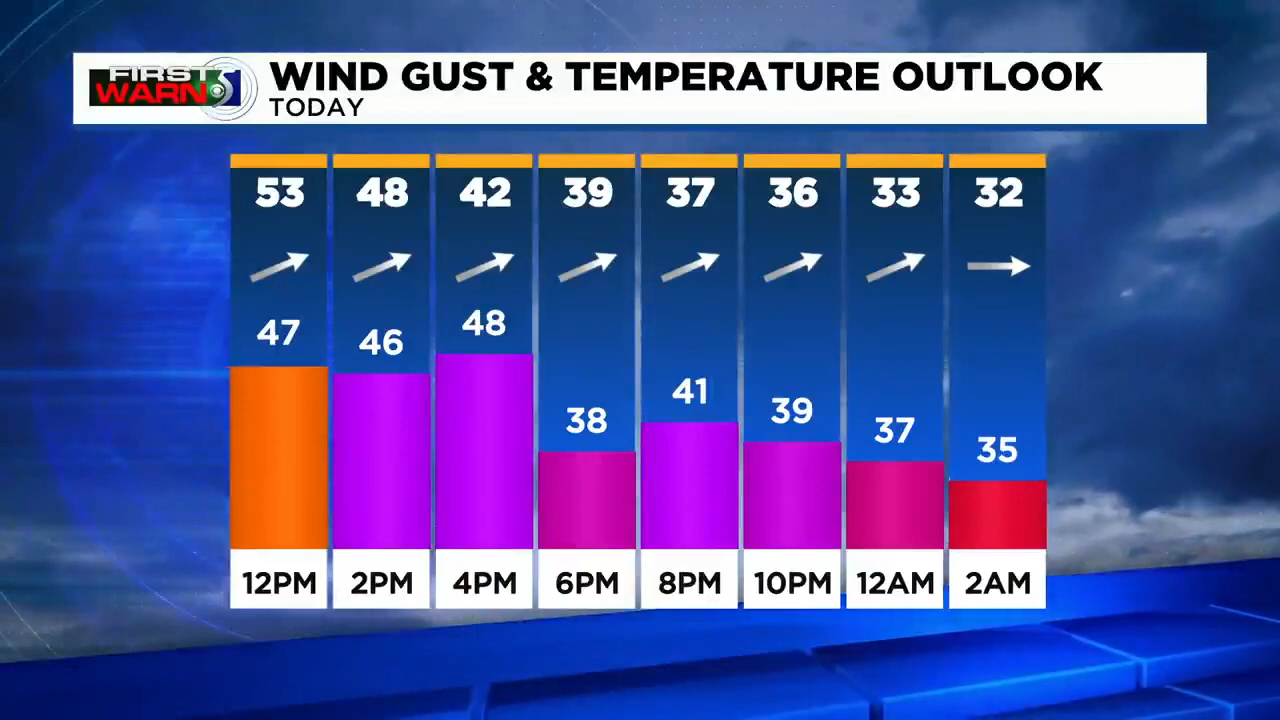 FIRST
WARN 5
WIND GUST & TEMPERATURE OUTLOOK
TODAY
53 48 42 39 37 36 33 32
47 46 48 38 41 39 37 35
12PM 2PM 4PM 6PM 8PM 10PM 12AM 2AM